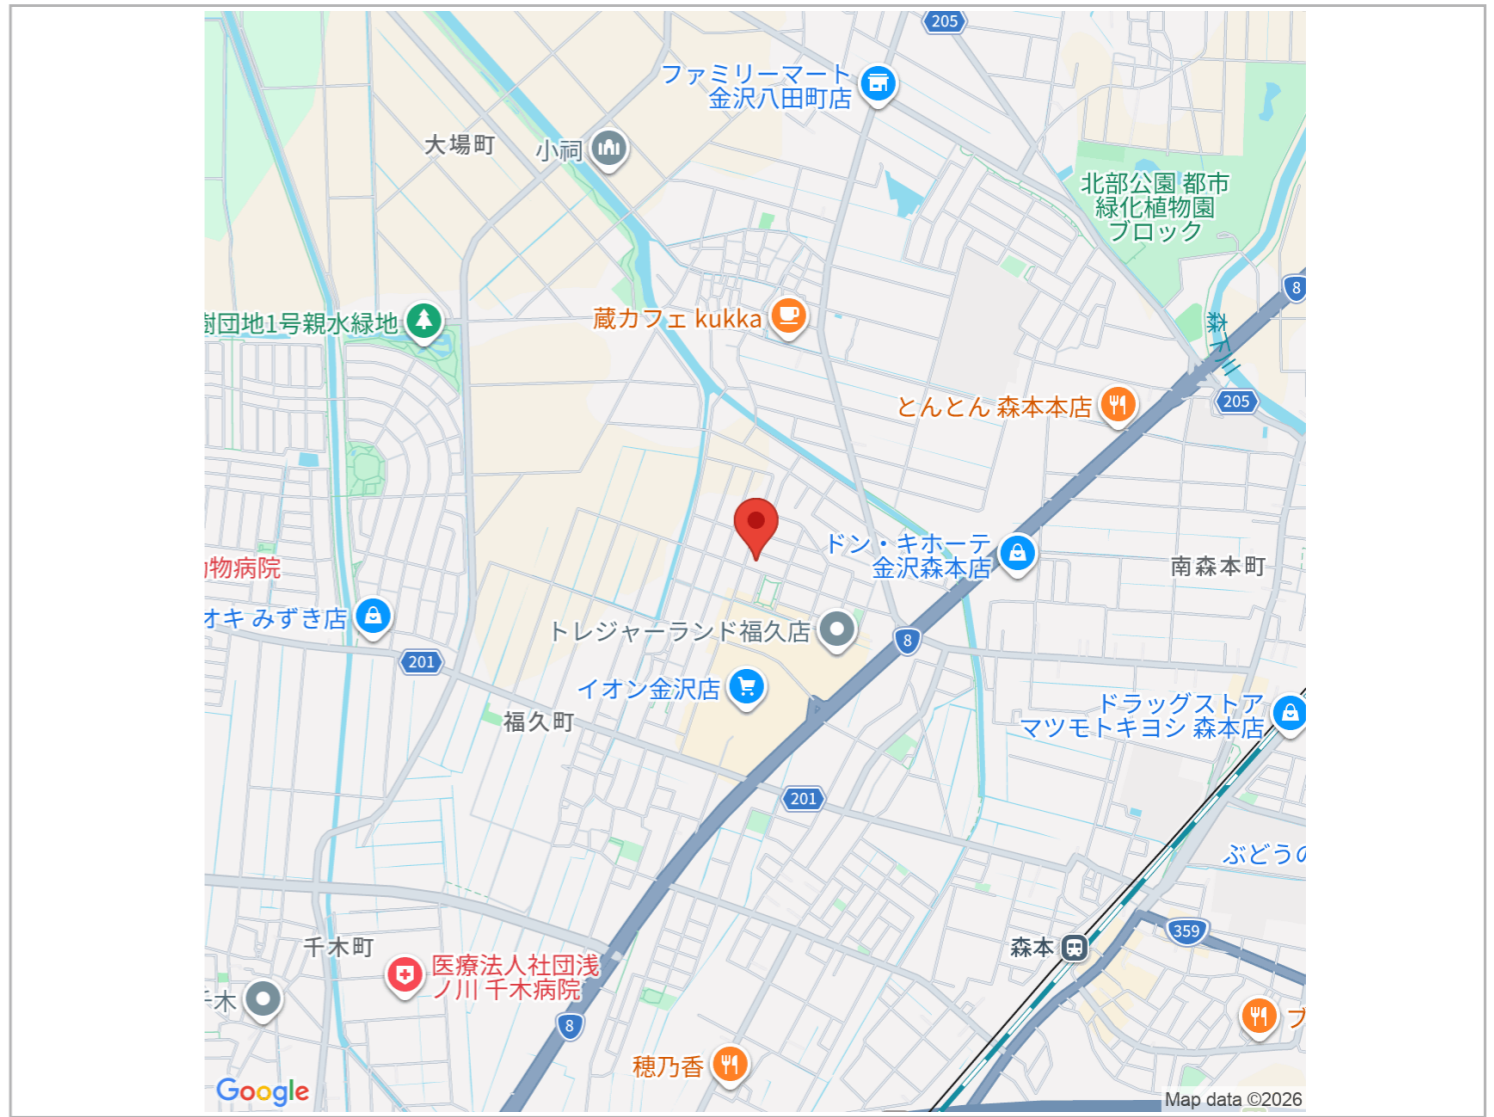 205
ファミリーマート
金沢八田町店
大場町
小祠
北部公園 都市
緑化植物園
ブロック
8
森下川
蔵カフェ kukka
樹団地1号親水緑地
とんとん 森本本店
205
ドン・キホーテ
金沢森本店
南森本町
物病院
オキ みずき店
トレジャーランド福久店
8
201
イオン金沢店
福久町
ドラッグストア
マツモトキヨシ 森本店
201
ぶどうの
359
千木町
森本
医療法人社団浅
ノ川 千木病院
千木
8
ブ
穂乃香
Google
Map data ©2026